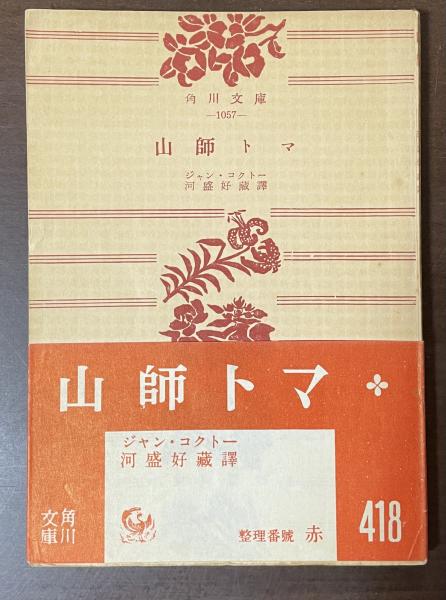 角川文庫
—1057—
山師トマ
ジャン・コクトー
河盛好藏譯
山師トマ
ジャン・コクトー
河盛好藏譯
角川文庫
整理番號 赤
418